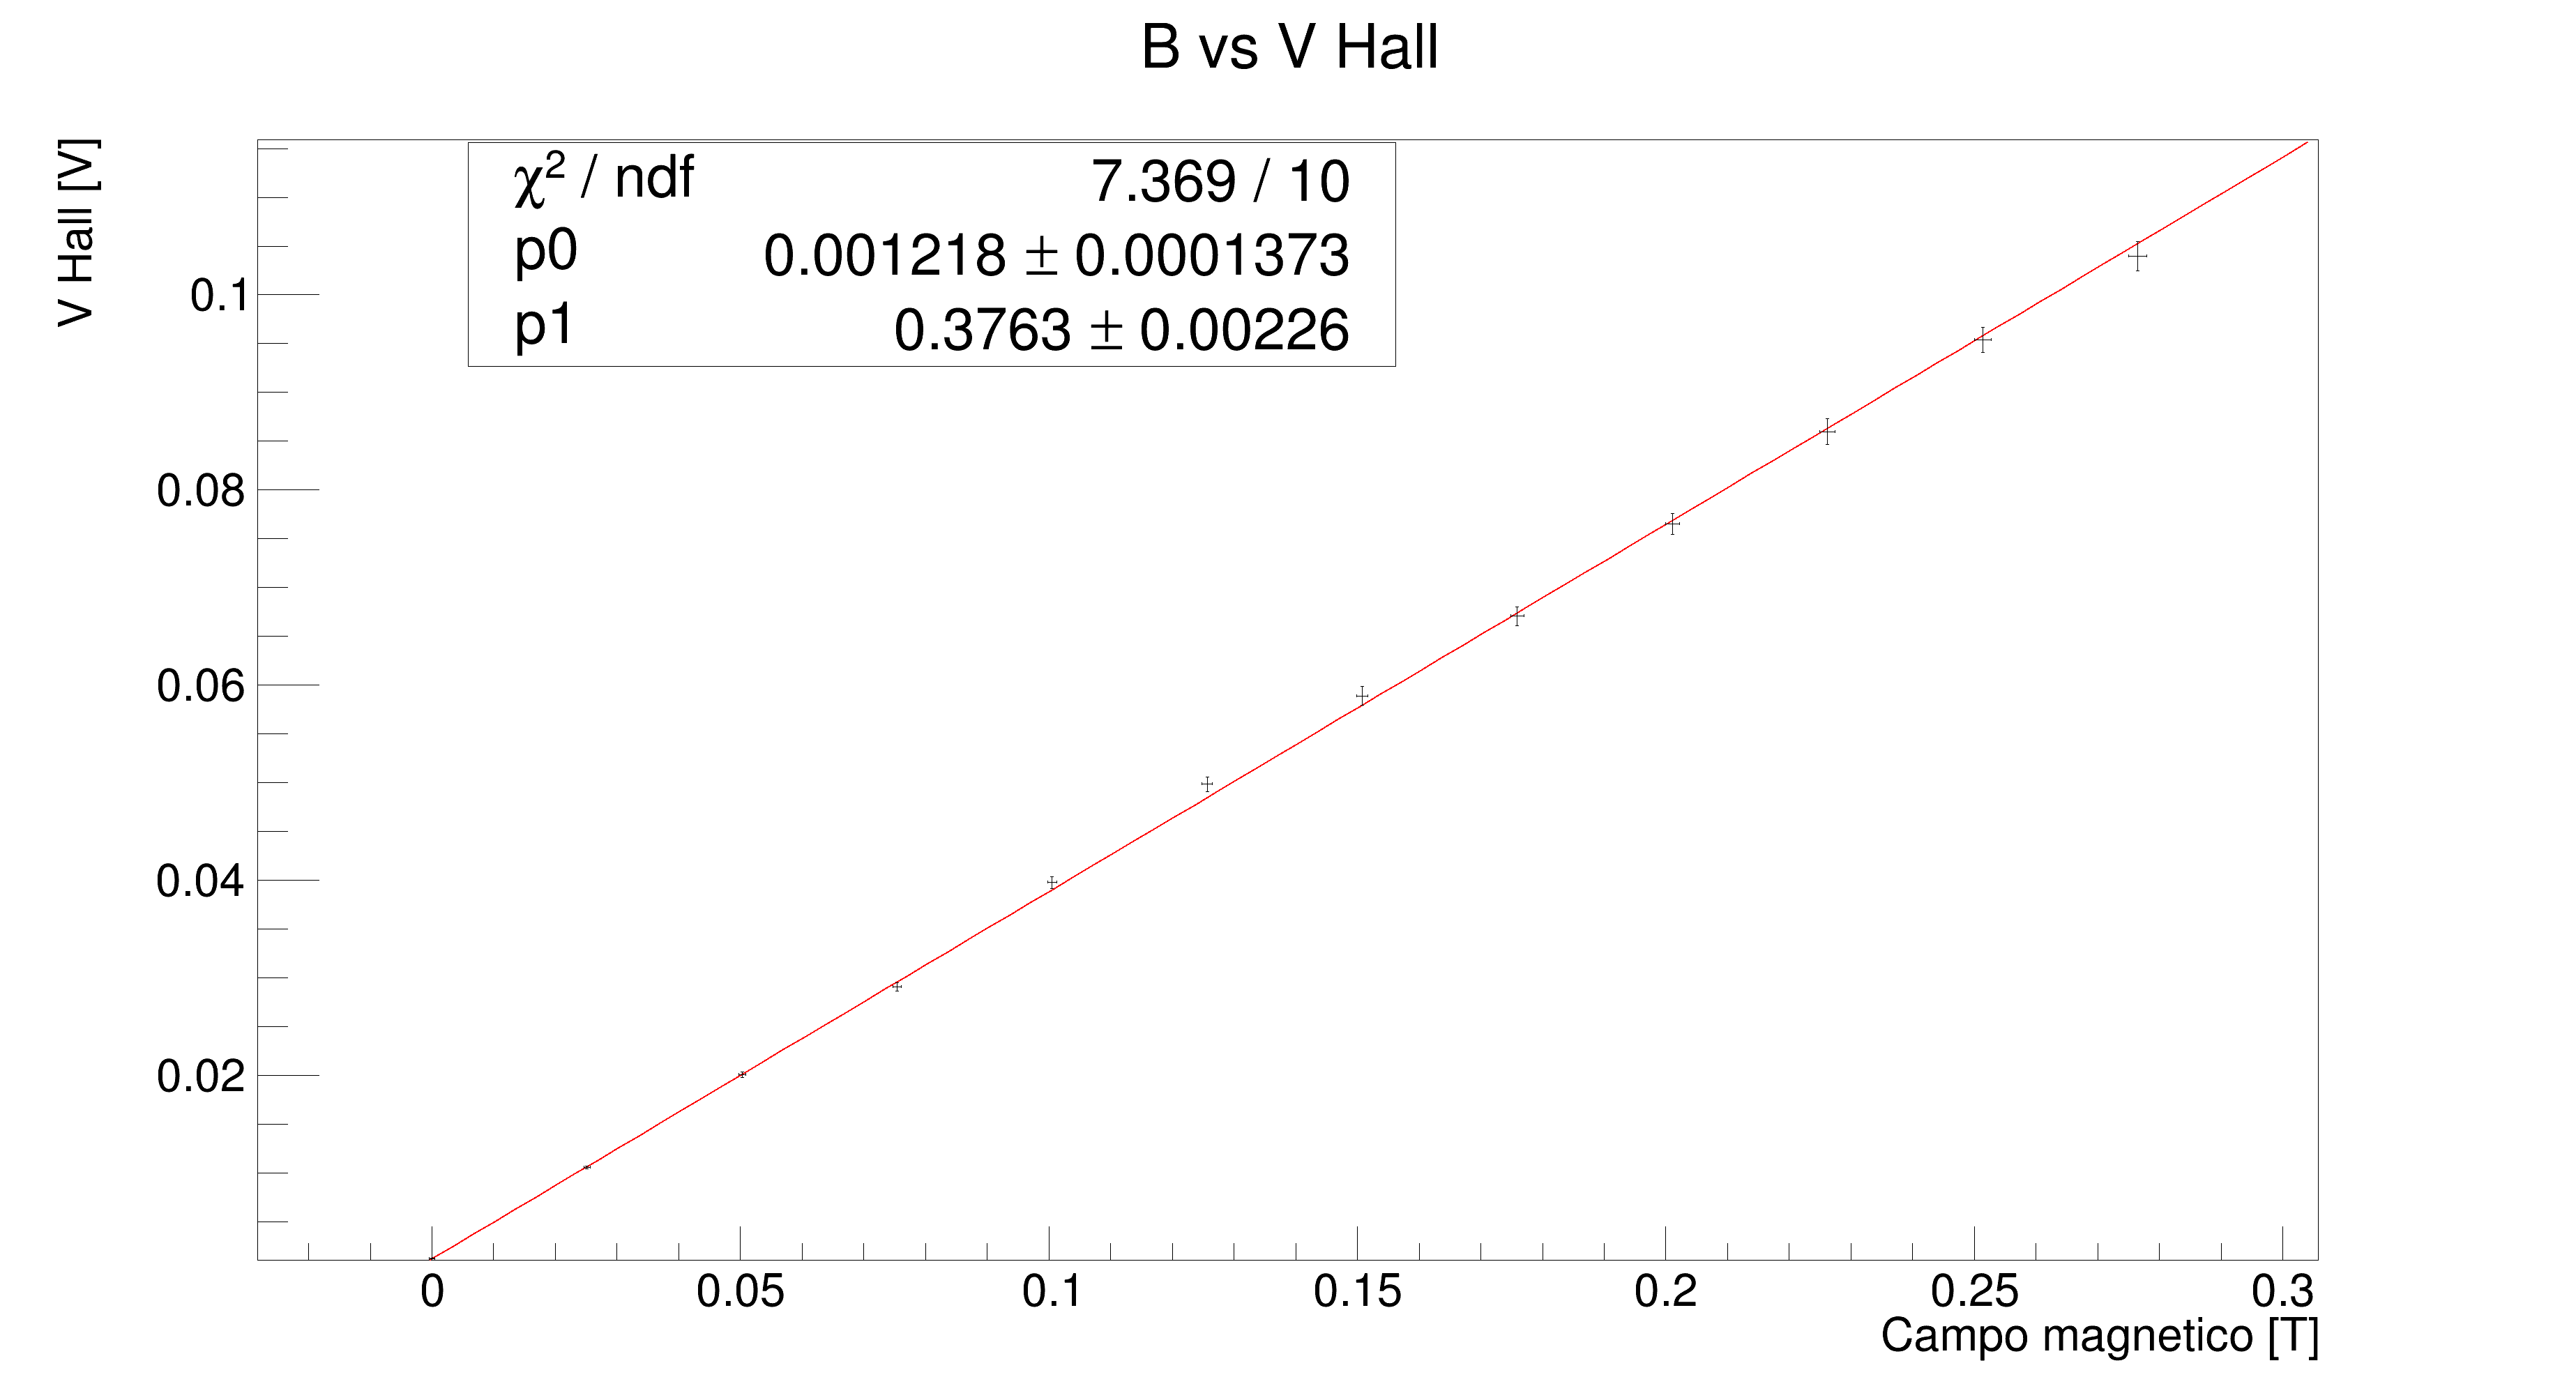 B vs V Hall
V Hall [V]
χ² / ndf 7.369 / 10
p0 0.001218 ± 0.0001373
p1 0.3763 ± 0.00226
0.1
0.08
0.06
0.04
0.02
0 0.05 0.1 0.15 0.2 0.25 0.3
Campo magnetico [T]